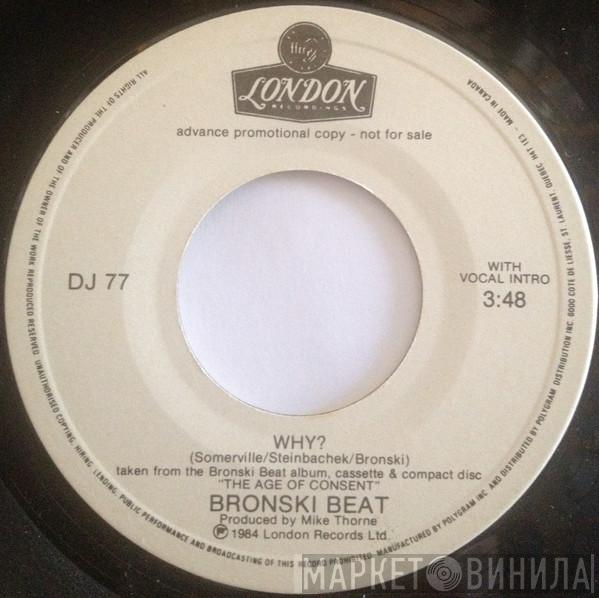 LONDON
RECORDINGS
advance promotional copy - not for sale
DJ 77
WITH
VOCAL INTRO
3:48
WHY?
(Somerville/Steinbachek/Bronski)
taken from the Bronski Beat album, cassette & compact disc
"THE AGE OF CONSENT"
BRONSKI BEAT
Produced by Mike Thorne
℗ 1984 London Records Ltd.
ALL RIGHTS OF THE PRODUCER AND OF THE OWNER OF THE WORK REPRODUCED RESERVED. UNAUTHORISED COPYING, HIRING, LENDING, PUBLIC PERFORMANCE AND BROADCASTING OF THIS RECORD PROHIBITED. MANUFACTURED BY POLYGRAM INC. AND DISTRIBUTED BY POLYGRAM DISTRIBUTION INC. 6000 COTE DE LIESSE, ST. LAURENT, QUEBEC H4T 1E3 - MADE IN CANADA
МАРКЕТ ВИНИЛА